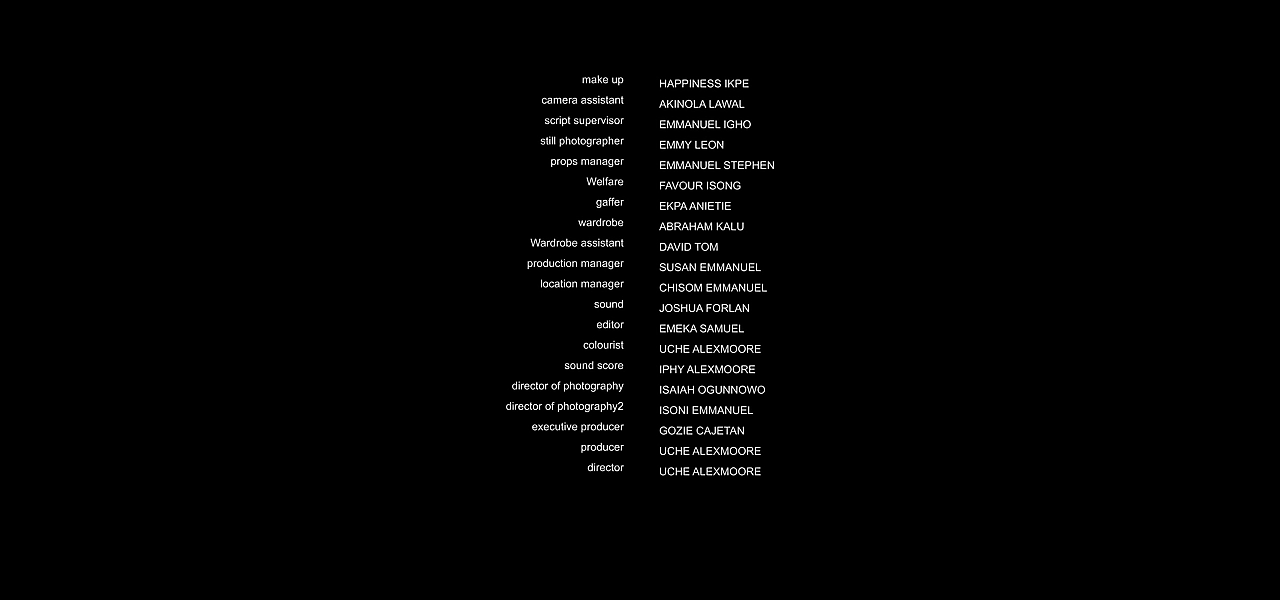 make up HAPPINESS IKPE
camera assistant AKINOLA LAWAL
script supervisor EMMANUEL IGHO
still photographer EMMY LEON
props manager EMMANUEL STEPHEN
Welfare FAVOUR ISONG
gaffer EKPA ANIETIE
wardrobe ABRAHAM KALU
Wardrobe assistant DAVID TOM
production manager SUSAN EMMANUEL
location manager CHISOM EMMANUEL
sound JOSHUA FORLAN
editor EMEKA SAMUEL
colourist UCHE ALEXMOORE
sound score IPHY ALEXMOORE
director of photography ISAIAH OGUNNOWO
director of photography2 ISONI EMMANUEL
executive producer GOZIE CAJETAN
producer UCHE ALEXMOORE
director UCHE ALEXMOORE